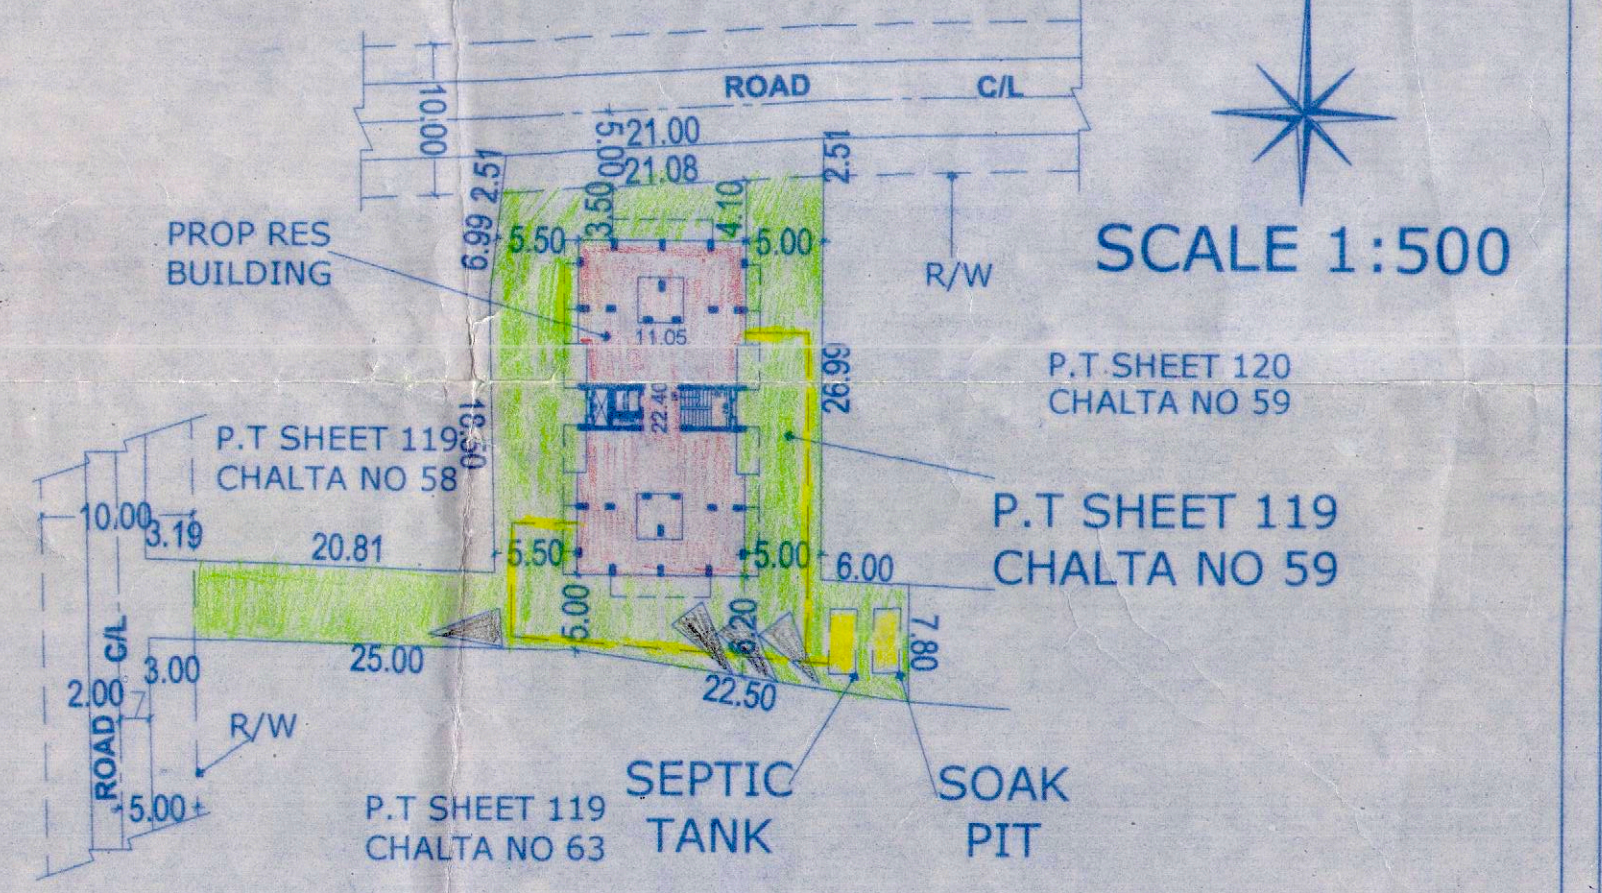 ROAD C/L
10.00
5.00
21.00
21.08
2.51
2.51
6.99
3.50
4.10
PROP RES
BUILDING
5.50
5.00
R/W
SCALE 1:500
11.05
26.99
22.40
P.T SHEET 120
CHALTA NO 59
P.T SHEET 119
CHALTA NO 58
P.T SHEET 119
CHALTA NO 59
10.00
3.19
20.81
5.50
5.00
6.00
5.00
6.20
7.80
ROAD C/L
3.00
25.00
22.50
2.00
R/W
5.00
SEPTIC
TANK
SOAK
PIT
P.T SHEET 119
CHALTA NO 63